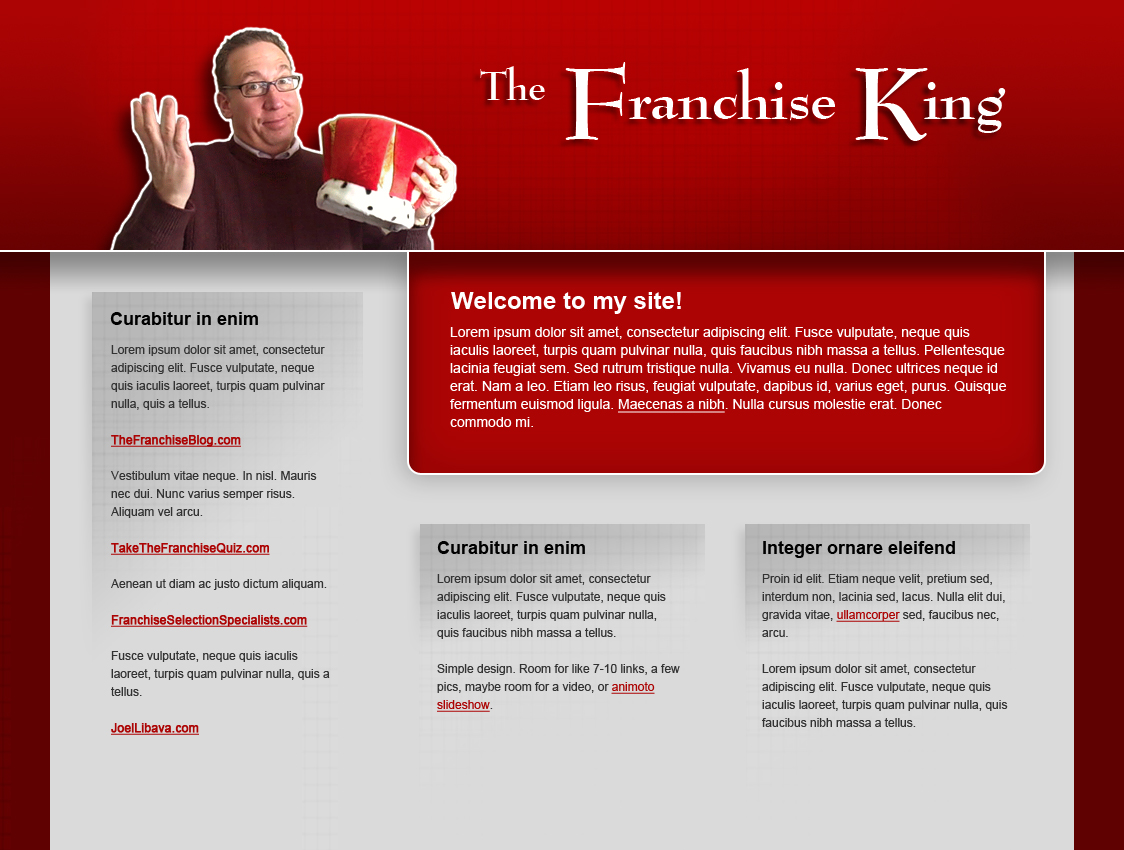 The Franchise King
Welcome to my site!
Lorem ipsum dolor sit amet, consectetur adipiscing elit. Fusce vulputate, neque quis
iaculis laoreet, turpis quam pulvinar nulla, quis faucibus nibh massa a tellus. Pellentesque
lacinia feugiat sem. Sed rutrum tristique nulla. Vivamus eu nulla. Donec ultrices neque id
erat. Nam a leo. Etiam leo risus, feugiat vulputate, dapibus id, varius eget, purus. Quisque
fermentum euismod ligula. Maecenas a nibh. Nulla cursus molestie erat. Donec
commodo mi.
Curabitur in enim
Lorem ipsum dolor sit amet, consectetur
adipiscing elit. Fusce vulputate, neque
quis iaculis laoreet, turpis quam pulvinar
nulla, quis a tellus.
TheFranchiseBlog.com
Vestibulum vitae neque. In nisl. Mauris
nec dui. Nunc varius semper risus.
Aliquam vel arcu.
TakeTheFranchiseQuiz.com
Aenean ut diam ac justo dictum aliquam.
FranchiseSelectionSpecialists.com
Fusce vulputate, neque quis iaculis
laoreet, turpis quam pulvinar nulla, quis a
tellus.
JoelLibava.com
Curabitur in enim
Lorem ipsum dolor sit amet, consectetur
adipiscing elit. Fusce vulputate, neque quis
iaculis laoreet, turpis quam pulvinar nulla,
quis faucibus nibh massa a tellus.
Simple design. Room for like 7-10 links, a few
pics, maybe room for a video, or animoto
slideshow.
Integer ornare eleifend
Proin id elit. Etiam neque velit, pretium sed,
interdum non, lacinia sed, lacus. Nulla elit dui,
gravida vitae, ullamcorper sed, faucibus nec,
arcu.
Lorem ipsum dolor sit amet, consectetur
adipiscing elit. Fusce vulputate, neque quis
iaculis laoreet, turpis quam pulvinar nulla, quis
faucibus nibh massa a tellus.